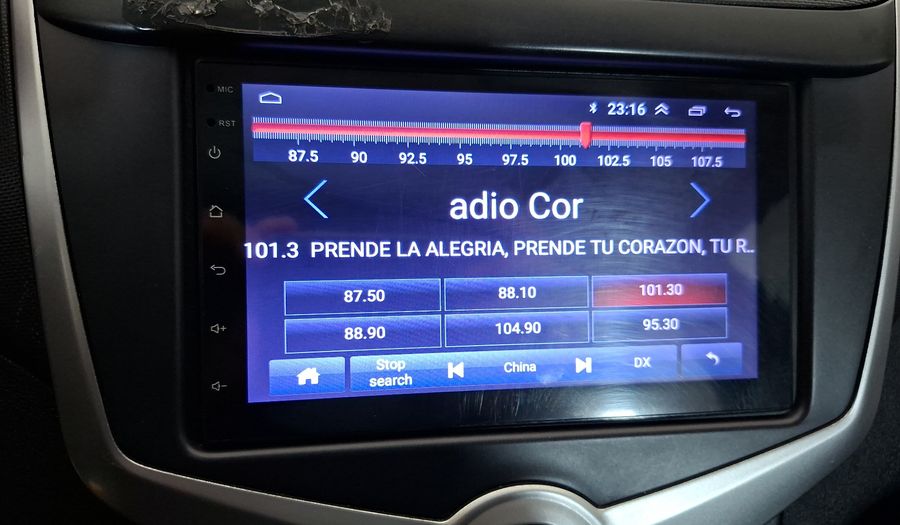 MIC
23:16
RST
87.5 90 92.5 95 97.5 100 102.5 105 107.5
adio Cor
101.3 PRENDE LA ALEGRIA, PRENDE TU CORAZON, TU R..
87.50 88.10 101.30
88.90 104.90 95.30
Stop search China DX